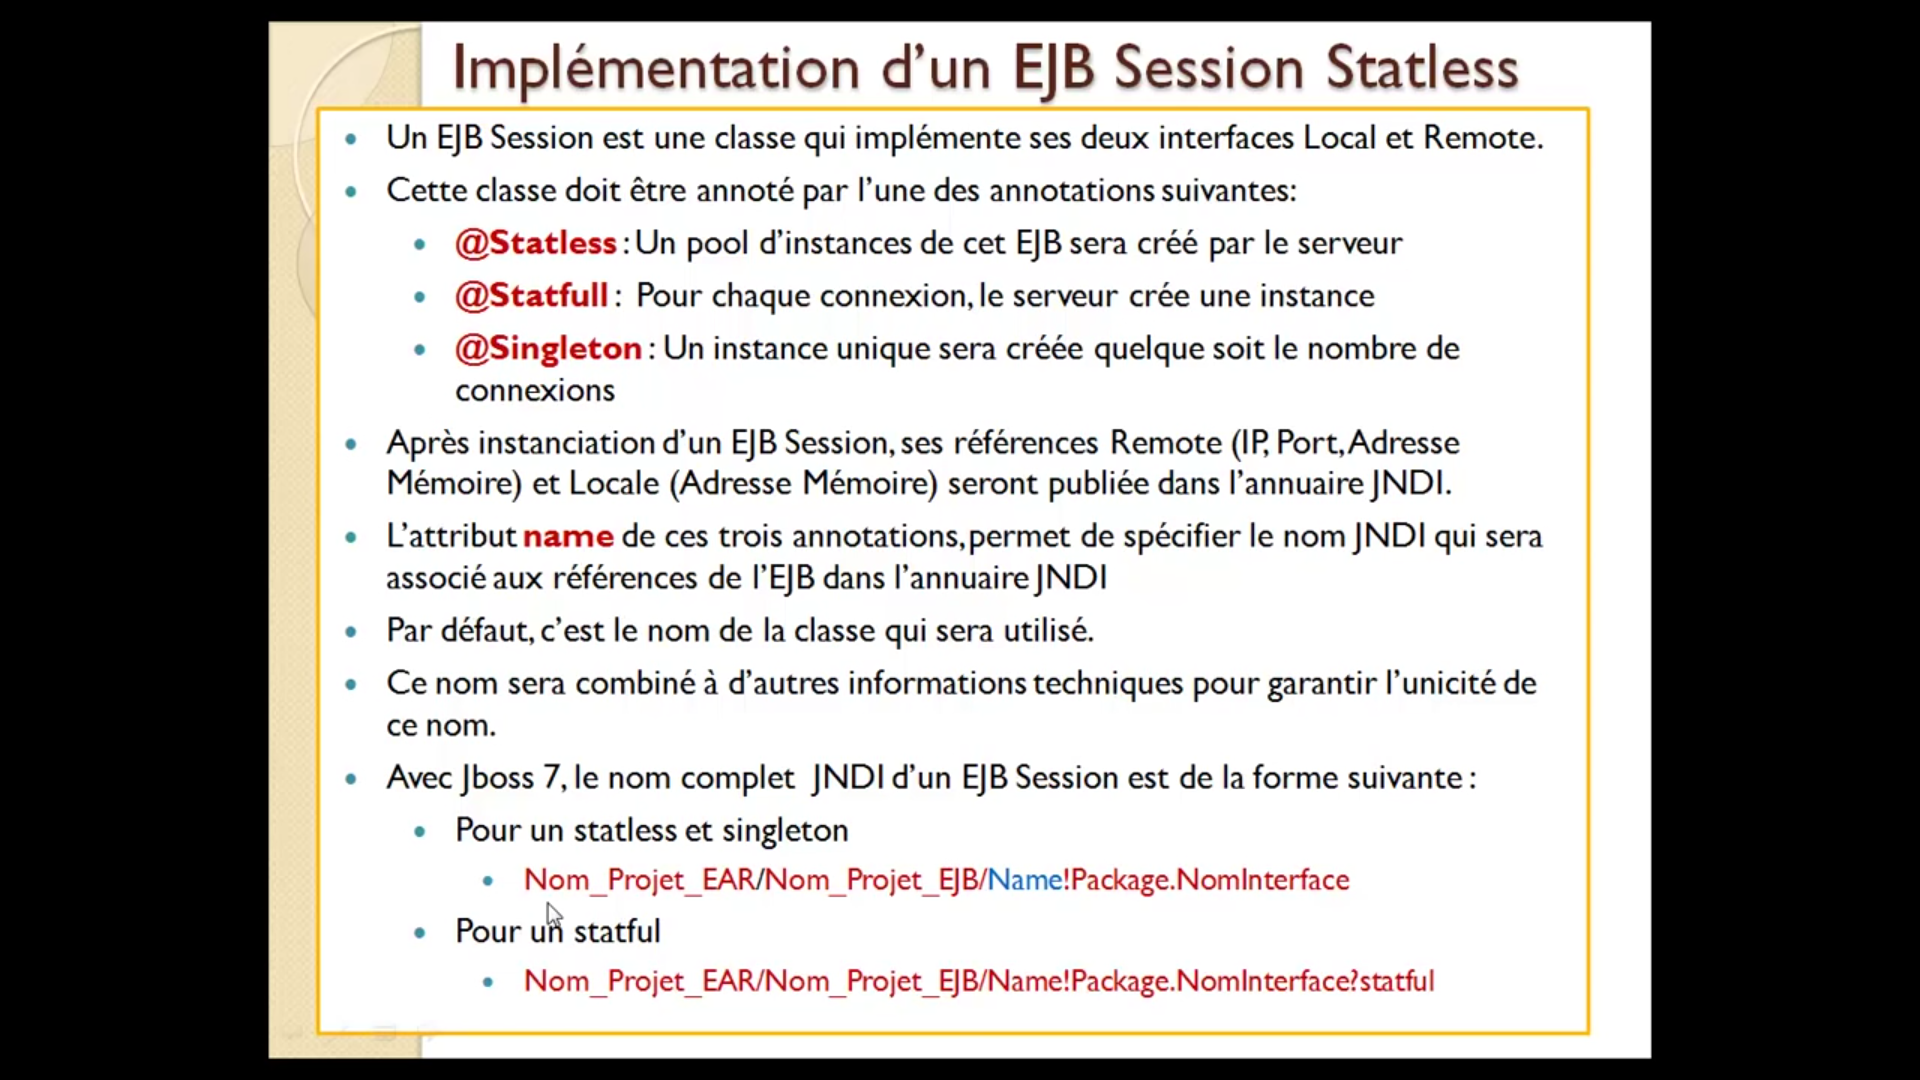 Implémentation d'un EJB Session Statless
Un EJB Session est une classe qui implémente ses deux interfaces Local et Remote.
Cette classe doit être annoté par l'une des annotations suivantes:
@Statless : Un pool d'instances de cet EJB sera créé par le serveur
@Statfull : Pour chaque connexion, le serveur crée une instance
@Singleton : Un instance unique sera créée quelque soit le nombre de
connexions
Après instanciation d'un EJB Session, ses références Remote (IP, Port, Adresse
Mémoire) et Locale (Adresse Mémoire) seront publiée dans l'annuaire JNDI.
L'attribut name de ces trois annotations, permet de spécifier le nom JNDI qui sera
associé aux références de l'EJB dans l'annuaire JNDI
Par défaut, c'est le nom de la classe qui sera utilisé.
Ce nom sera combiné à d'autres informations techniques pour garantir l'unicité de
ce nom.
Avec Jboss 7, le nom complet JNDI d'un EJB Session est de la forme suivante :
Pour un statless et singleton
Nom_Projet_EAR/Nom_Projet_EJB/Name!Package.NomInterface
Pour un statful
Nom_Projet_EAR/Nom_Projet_EJB/Name!Package.NomInterface?statful